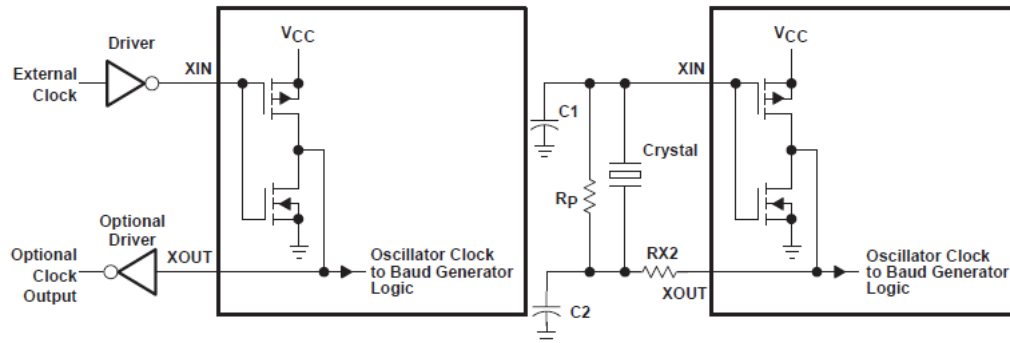 Driver
VCC
External
Clock
XIN
Optional
Driver
Optional
Clock
Output
XOUT
Oscillator Clock
to Baud Generator
Logic
VCC
XIN
C1
Crystal
RP
RX2
XOUT
C2
Oscillator Clock
to Baud Generator
Logic